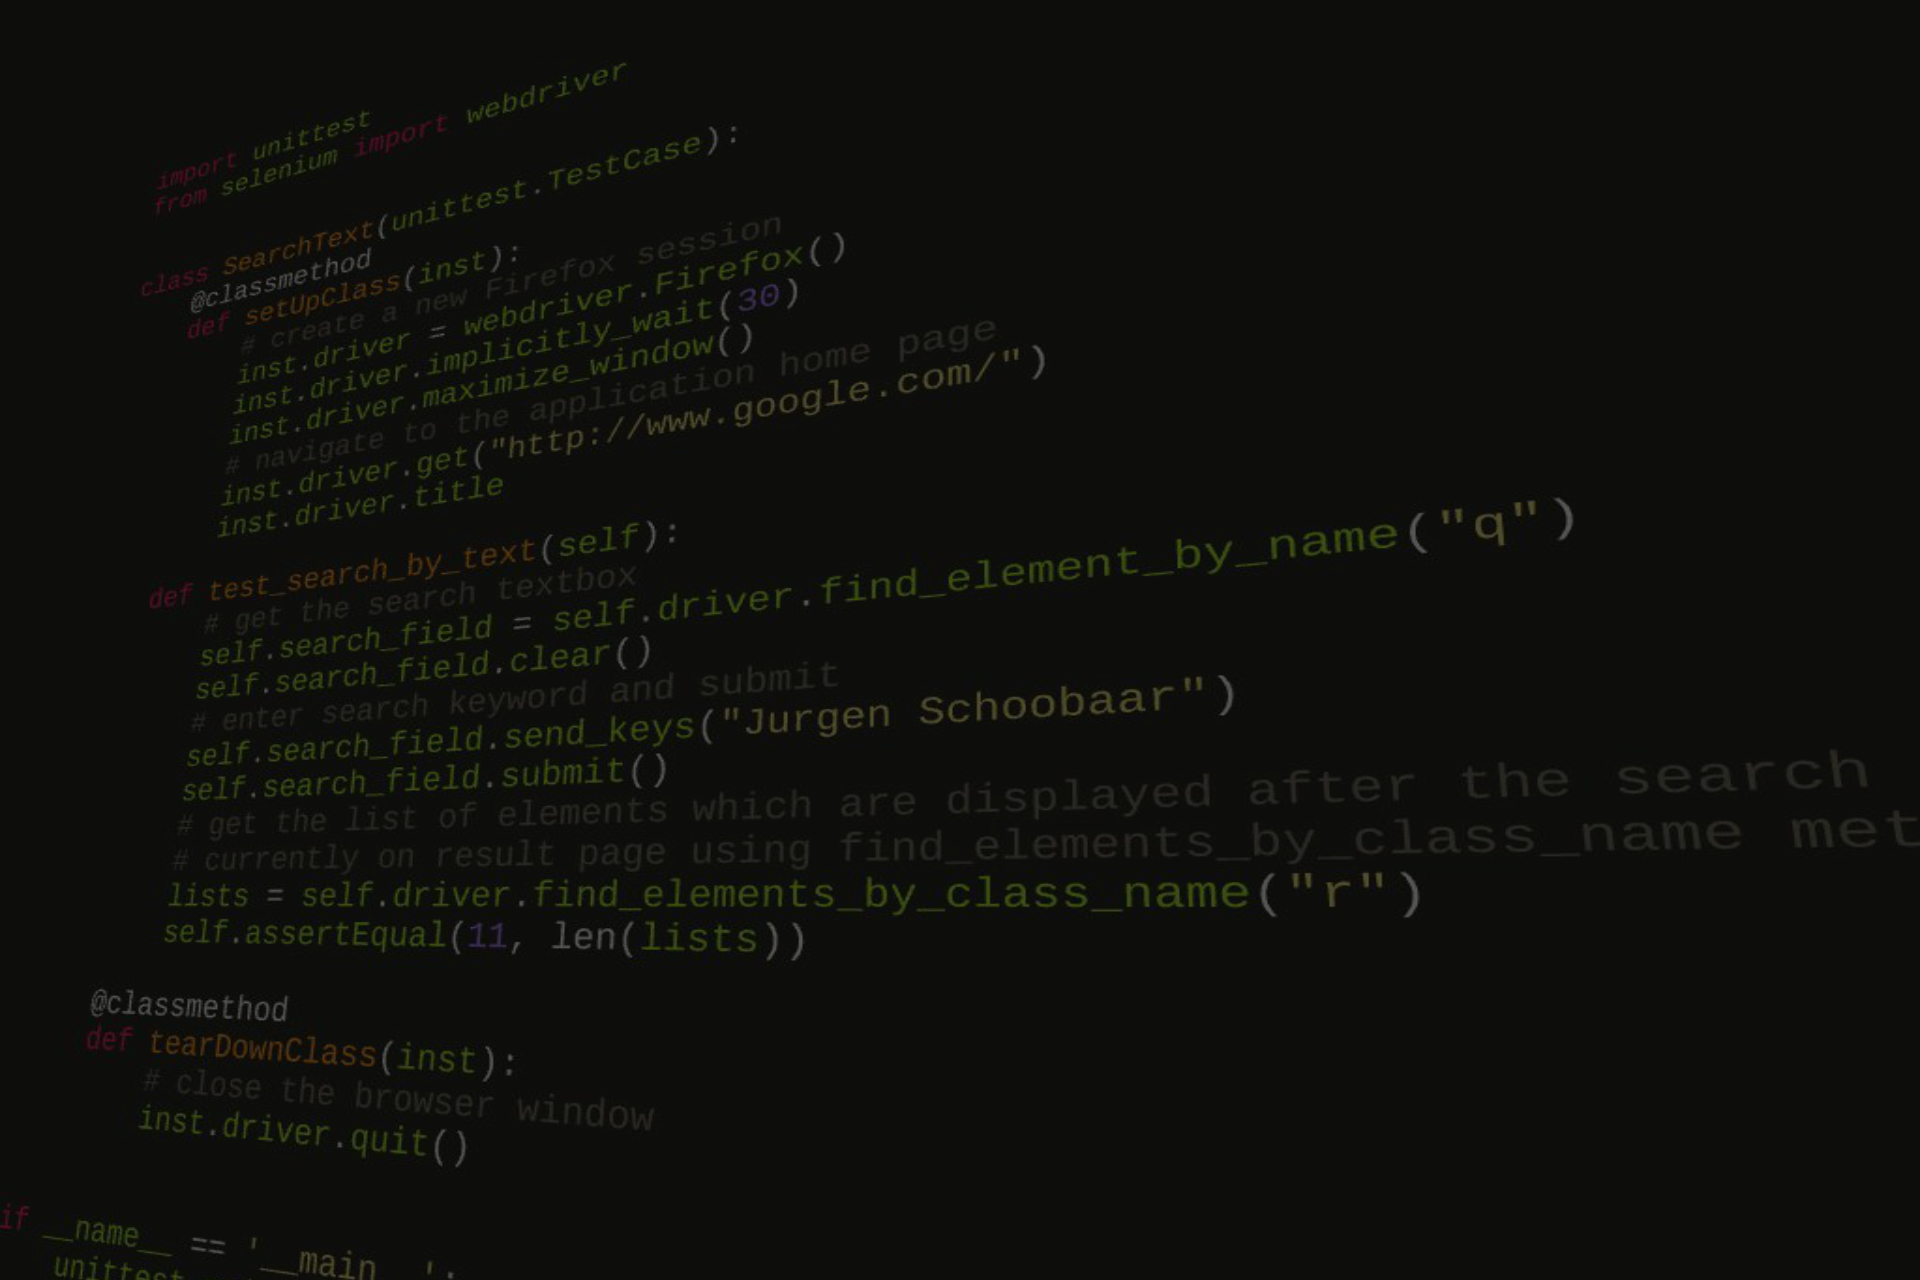 import unittest
from selenium import webdriver
class SearchText(unittest.TestCase):
@classmethod
def setUpClass(inst):
# create a new Firefox session
inst.driver = webdriver.Firefox()
inst.driver.implicitly_wait(30)
inst.driver.maximize_window()
# navigate to the application home page
inst.driver.get("http://www.google.com/")
inst.driver.title
def test_search_by_text(self):
# get the search textbox
self.search_field = self.driver.find_element_by_name("q")
self.search_field.clear()
# enter search keyword and submit
self.search_field.send_keys("Jurgen Schoobaar")
self.search_field.submit()
# get the list of elements which are displayed after the search
# currently on result page using find_elements_by_class_name met
lists = self.driver.find_elements_by_class_name("r")
self.assertEqual(11, len(lists))
@classmethod
def tearDownClass(inst):
# close the browser window
inst.driver.quit()
if __name__ == '__main__':
unittest